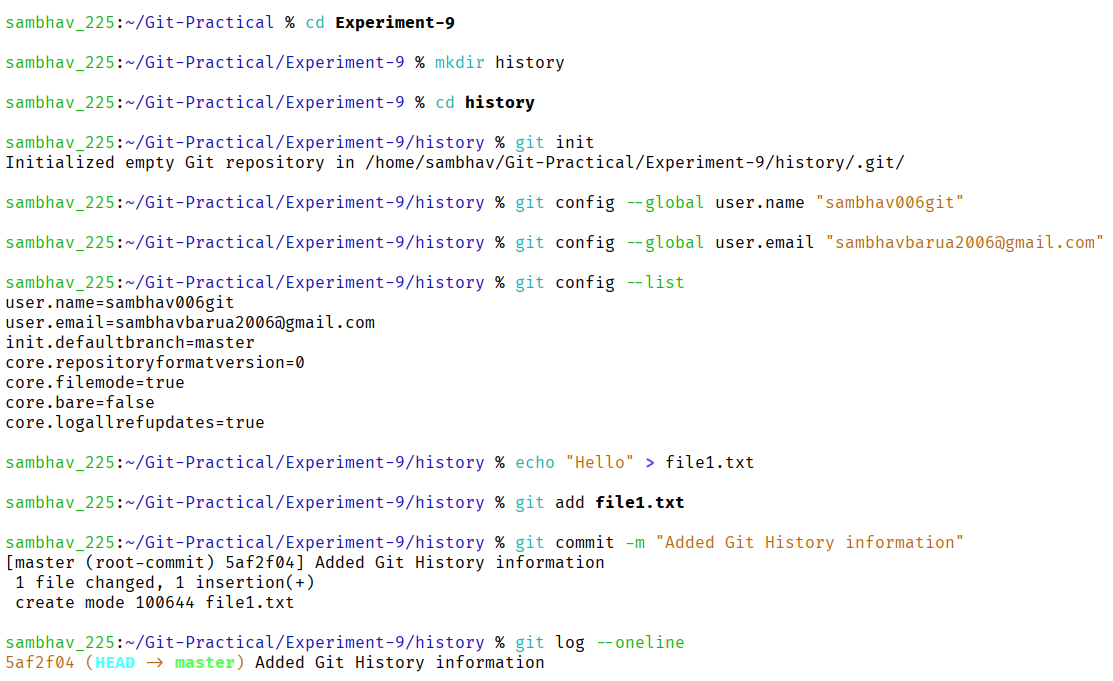 sambhav_225:~/Git-Practical % cd Experiment-9
sambhav_225:~/Git-Practical/Experiment-9 % mkdir history
sambhav_225:~/Git-Practical/Experiment-9 % cd history
sambhav_225:~/Git-Practical/Experiment-9/history % git init
Initialized empty Git repository in /home/sambhav/Git-Practical/Experiment-9/history/.git/
sambhav_225:~/Git-Practical/Experiment-9/history % git config --global user.name "sambhav006git"
sambhav_225:~/Git-Practical/Experiment-9/history % git config --global user.email "sambhavbarua2006@gmail.com"
sambhav_225:~/Git-Practical/Experiment-9/history % git config --list
user.name=sambhav006git
user.email=sambhavbarua2006@gmail.com
init.defaultbranch=master
core.repositoryformatversion=0
core.filemode=true
core.bare=false
core.logallrefupdates=true
sambhav_225:~/Git-Practical/Experiment-9/history % echo "Hello" > file1.txt
sambhav_225:~/Git-Practical/Experiment-9/history % git add file1.txt
sambhav_225:~/Git-Practical/Experiment-9/history % git commit -m "Added Git History information"
[master (root-commit) 5af2f04] Added Git History information
 1 file changed, 1 insertion(+)
 create mode 100644 file1.txt
sambhav_225:~/Git-Practical/Experiment-9/history % git log --oneline
5af2f04 (HEAD -> master) Added Git History information